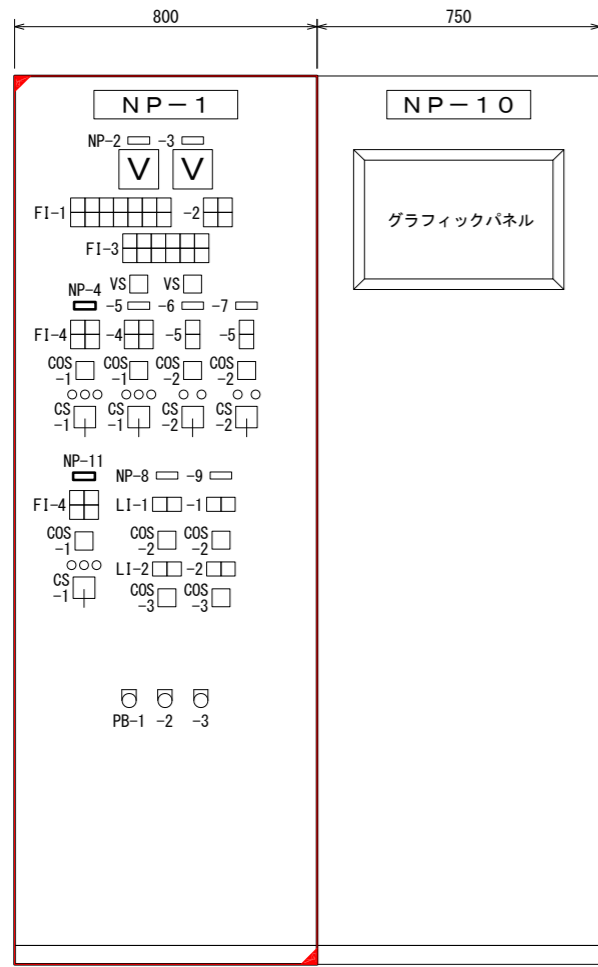 800 750
NP-1 NP-10
NP-2 -3
V V
グラフィックパネル
FI-1 -2
FI-3
VS VS
NP-4 -5 -6 -7
FI-4 -4 -5 -5
COS-1 COS-1 COS-2 COS-2
CS-1 CS-1 CS-2 CS-2
NP-11 NP-8 -9
FI-4 LI-1 -1
COS-1 COS-2 COS-2
CS-1 LI-2 -2
COS-3 COS-3
PB-1 -2 -3